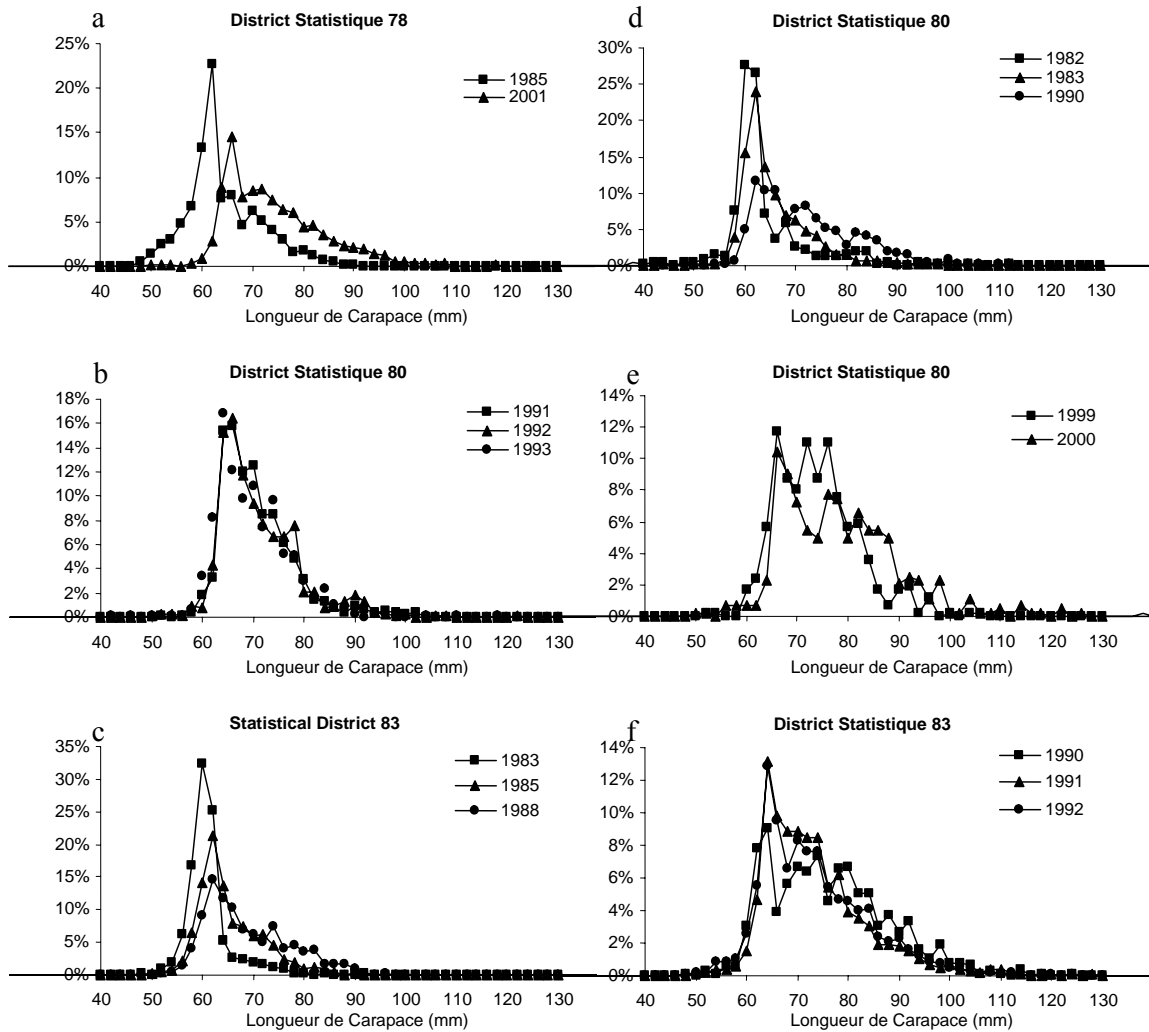 a
District Statistique 78
25%
20%
15%
10%
5%
0%
40 50 60 70 80 90 100 110 120 130
Longueur de Carapace (mm)
1985
2001
d
District Statistique 80
30%
25%
20%
15%
10%
5%
0%
40 50 60 70 80 90 100 110 120 130
Longueur de Carapace (mm)
1982
1983
1990
b
District Statistique 80
18%
16%
14%
12%
10%
8%
6%
4%
2%
0%
40 50 60 70 80 90 100 110 120 130
Longueur de Carapace (mm)
1991
1992
1993
e
District Statistique 80
14%
12%
10%
8%
6%
4%
2%
0%
40 50 60 70 80 90 100 110 120 130
Longueur de Carapace (mm)
1999
2000
c
Statistical District 83
35%
30%
25%
20%
15%
10%
5%
0%
40 50 60 70 80 90 100 110 120 130
Longueur de Carapace (mm)
1983
1985
1988
f
District Statistique 83
14%
12%
10%
8%
6%
4%
2%
0%
40 50 60 70 80 90 100 110 120 130
Longueur de Carapace (mm)
1990
1991
1992